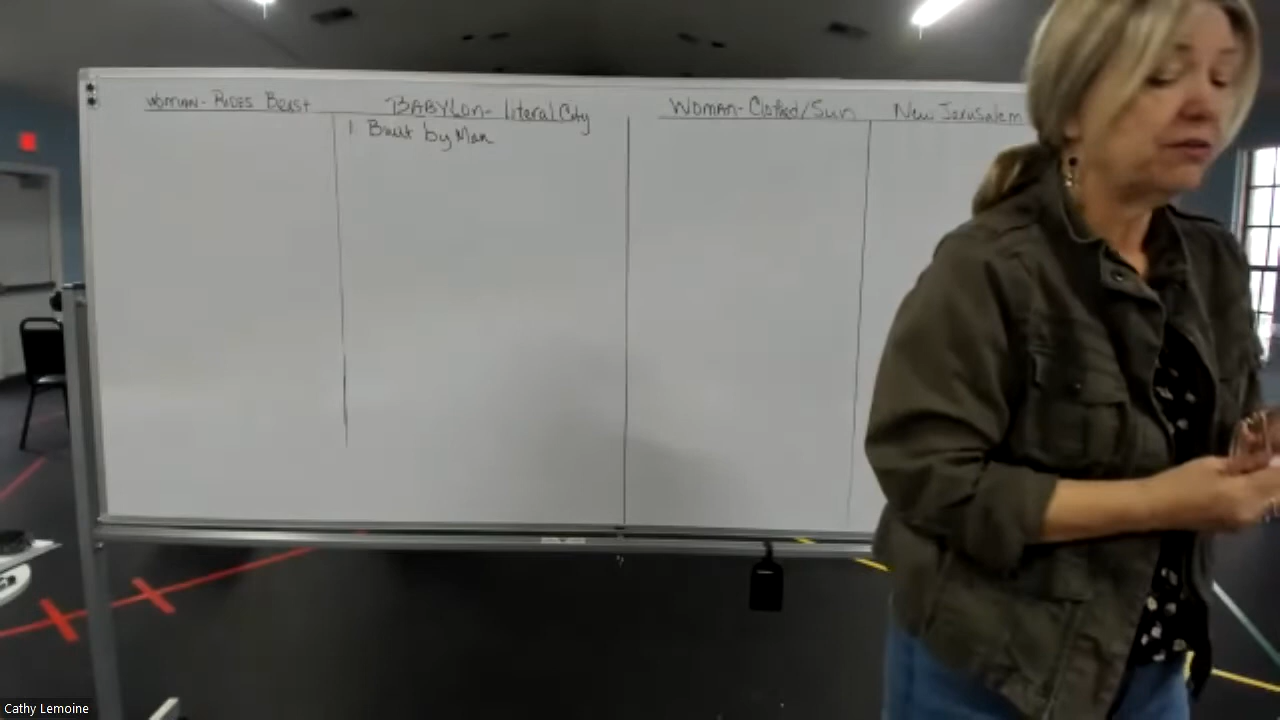 Woman - Rides Beast
BABYLON - literal City
Woman - Clothed/Sun
New Jerusalem
1 Built by Man
Cathy Lemoine